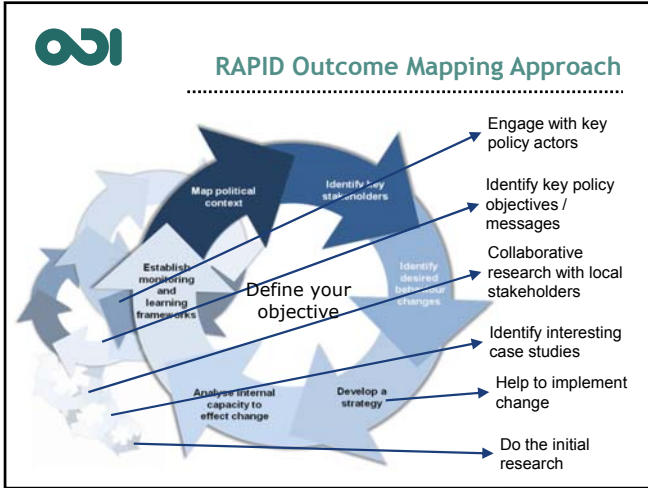 ODI
RAPID Outcome Mapping Approach
Engage with key
policy actors
Identify key policy
objectives /
messages
Collaborative
research with local
stakeholders
Identify interesting
case studies
Help to implement
change
Do the initial
research
Map political
context
Identify key
stakeholders
Identify
desired
behaviour
changes
Develop a
strategy
Analyse internal
capacity to
effect change
Establish
monitoring
and
learning
frameworks
Define your
objective